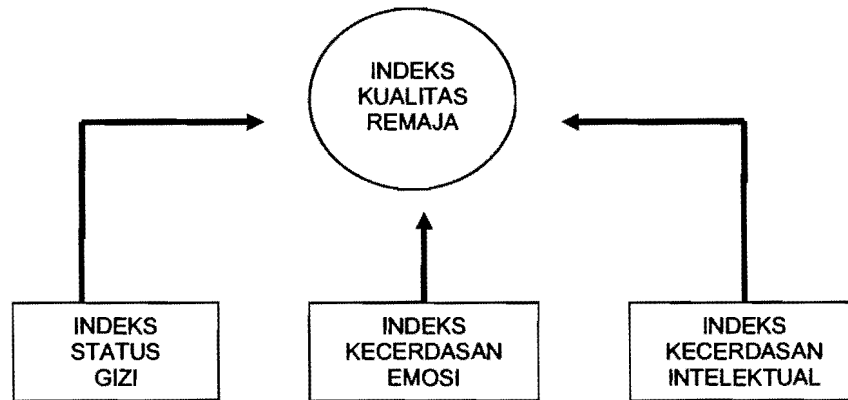 INDEKS
KUALITAS
REMAJA
INDEKS
STATUS
GIZI
INDEKS
KECERDASAN
EMOSI
INDEKS
KECERDASAN
INTELEKTUAL